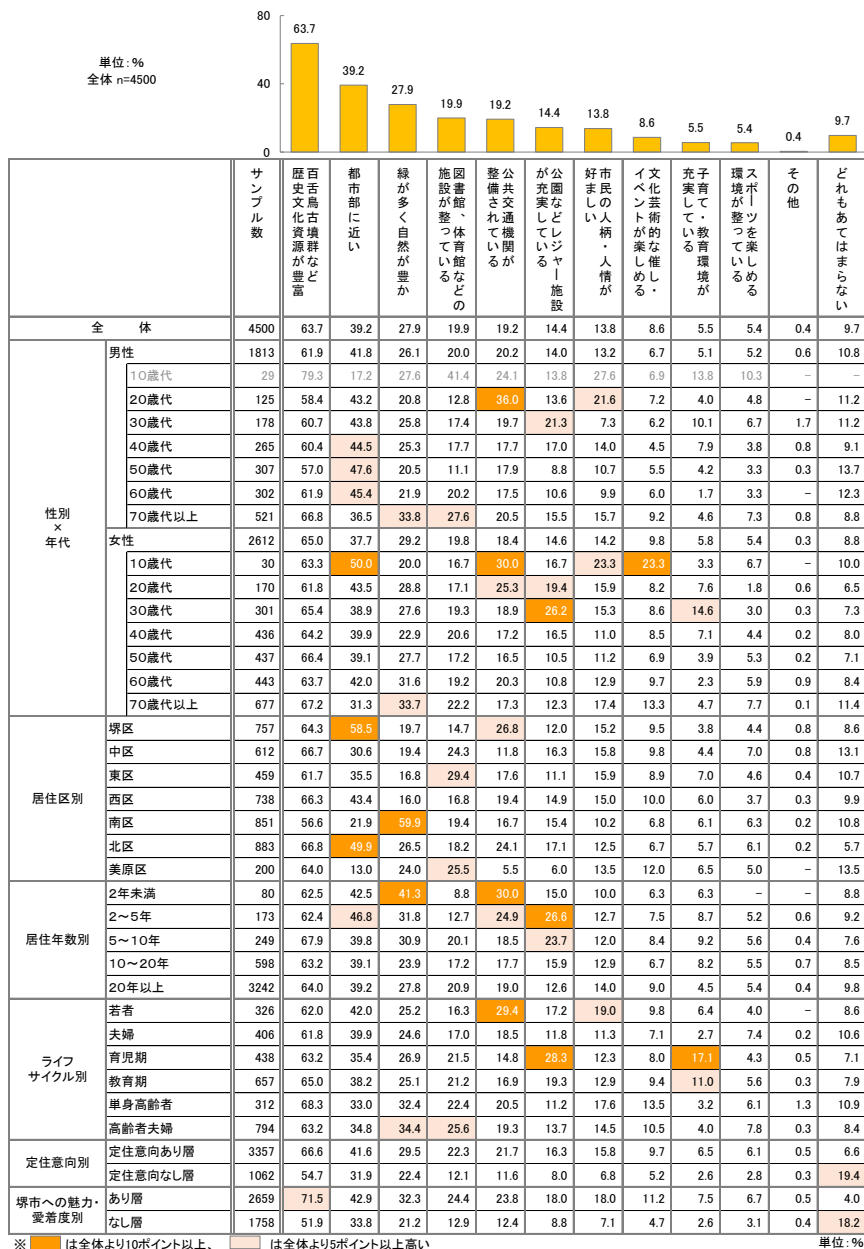 80
40
0
単位：％
全体 n=4500
63.7 39.2 27.9 19.9 19.2 14.4 13.8 8.6 5.5 5.4 0.4 9.7
サンプル数
百舌鳥古墳群など歴史文化資源が豊富
都市部に近い
緑が多く自然が豊か
図書館、体育館などの施設が整っている
公共交通機関が整備されている
公園などレジャー施設が充実している
市民の人柄・人情が好ましい
文化芸術的な催し・イベントが楽しめる
子育て・教育環境が充実している
スポーツを楽しめる環境が整っている
その他
どれもあてはまらない
全 体 4500 63.7 39.2 27.9 19.9 19.2 14.4 13.8 8.6 5.5 5.4 0.4 9.7
性別×年代
男性 1813 61.9 41.8 26.1 20.0 20.2 14.0 13.2 6.7 5.1 5.2 0.6 10.8
10歳代 29 79.3 17.2 27.6 41.4 24.1 13.8 27.6 6.9 13.8 10.3 － －
20歳代 125 58.4 43.2 20.8 12.8 36.0 13.6 21.6 7.2 4.0 4.8 － 11.2
30歳代 178 60.7 43.8 25.8 17.4 19.7 21.3 7.3 6.2 10.1 6.7 1.7 11.2
40歳代 265 60.4 44.5 25.3 17.7 17.7 17.0 14.0 4.5 7.9 3.8 0.8 9.1
50歳代 307 57.0 47.6 20.5 11.1 17.9 8.8 10.7 5.5 4.2 3.3 0.3 13.7
60歳代 302 61.9 45.4 21.9 20.2 17.5 10.6 9.9 6.0 1.7 3.3 － 12.3
70歳代以上 521 66.8 36.5 33.8 27.6 20.5 15.5 15.7 9.2 4.6 7.5 0.8 8.8
女性 2612 65.0 37.7 29.2 19.8 18.4 14.6 14.2 9.8 5.8 5.4 0.3 8.8
10歳代 30 63.3 50.0 20.0 16.7 30.0 16.7 23.3 23.3 3.3 6.7 － 10.0
20歳代 170 61.8 43.5 28.8 17.1 25.3 19.4 15.9 8.2 7.6 1.8 0.6 6.5
30歳代 301 65.4 38.9 27.6 19.3 18.9 26.2 15.3 8.6 14.6 3.0 0.3 7.3
40歳代 436 64.2 39.9 22.9 20.6 17.2 16.5 11.0 8.5 7.1 4.4 0.2 8.0
50歳代 437 66.4 39.1 27.7 17.2 16.5 10.5 11.2 6.9 3.9 5.3 0.2 7.1
60歳代 443 63.7 42.0 31.6 19.2 20.3 10.8 12.9 9.7 2.3 5.9 0.9 8.4
70歳代以上 677 67.2 31.3 33.7 22.2 17.3 12.3 17.4 13.3 4.7 7.7 0.1 11.4
居住区別
堺区 757 64.3 58.5 19.7 14.7 26.8 12.0 15.2 9.5 3.8 4.4 0.8 8.6
中区 612 66.7 30.6 19.4 24.3 11.8 16.3 15.8 9.8 4.4 7.0 0.8 13.1
東区 459 61.7 35.5 16.8 29.4 17.6 11.1 15.9 8.9 7.0 4.6 0.4 10.7
西区 738 66.3 43.4 16.0 16.8 19.4 14.9 15.0 10.0 6.0 3.7 0.3 9.9
南区 851 56.6 21.9 59.9 19.4 16.7 15.4 10.2 6.8 6.1 6.3 0.2 10.8
北区 883 66.8 49.9 26.5 18.2 24.1 17.1 12.5 6.7 5.7 6.1 0.2 5.7
美原区 200 64.0 13.0 24.0 25.5 5.5 6.0 13.5 12.0 6.5 5.0 － 13.5
居住年数別
2年未満 80 62.5 42.5 41.3 8.8 30.0 15.0 10.0 6.3 6.3 － － 8.8
2～5年 173 62.4 46.8 31.8 12.7 24.9 26.6 12.7 7.5 8.7 5.2 0.6 9.2
5～10年 249 67.9 39.8 30.9 20.1 18.5 23.7 12.0 8.4 9.2 5.6 0.4 7.6
10～20年 598 63.2 39.1 23.9 17.2 17.7 15.9 12.9 6.7 8.2 5.5 0.7 8.5
20年以上 3242 64.0 39.2 27.8 20.9 19.0 12.6 14.0 9.0 4.5 5.4 0.4 9.8
ライフサイクル別
若者 326 62.0 42.0 25.2 16.3 29.4 17.2 19.0 9.8 6.4 4.0 － 8.6
夫婦 406 61.8 39.9 24.6 17.0 18.5 11.8 11.3 7.1 2.7 7.4 0.2 10.6
育児期 438 63.2 35.4 26.9 21.5 14.8 28.3 12.3 8.0 17.1 4.3 0.5 7.1
教育期 657 65.0 38.2 25.1 21.2 16.9 19.3 12.9 9.4 11.0 5.6 0.3 7.9
単身高齢者 312 68.3 33.0 32.4 22.4 20.5 11.2 17.6 13.5 3.2 6.1 1.3 10.9
高齢者夫婦 794 63.2 34.8 34.4 25.6 19.3 13.7 14.5 10.5 4.0 7.8 0.3 8.4
定住意向別
定住意向あり層 3357 66.6 41.6 29.5 22.3 21.7 16.3 15.8 9.7 6.5 6.1 0.5 6.6
定住意向なし層 1062 54.7 31.9 22.4 12.1 11.6 8.0 6.8 5.2 2.6 2.8 0.3 19.4
堺市への魅力・愛着度別
あり層 2659 71.5 42.9 32.3 24.4 23.8 18.0 18.0 11.2 7.5 6.7 0.5 4.0
なし層 1758 51.9 33.8 21.2 12.9 12.4 8.8 7.1 4.7 2.6 3.1 0.4 18.2
※ は全体より10ポイント以上、 は全体より5ポイント以上高い 単位：％